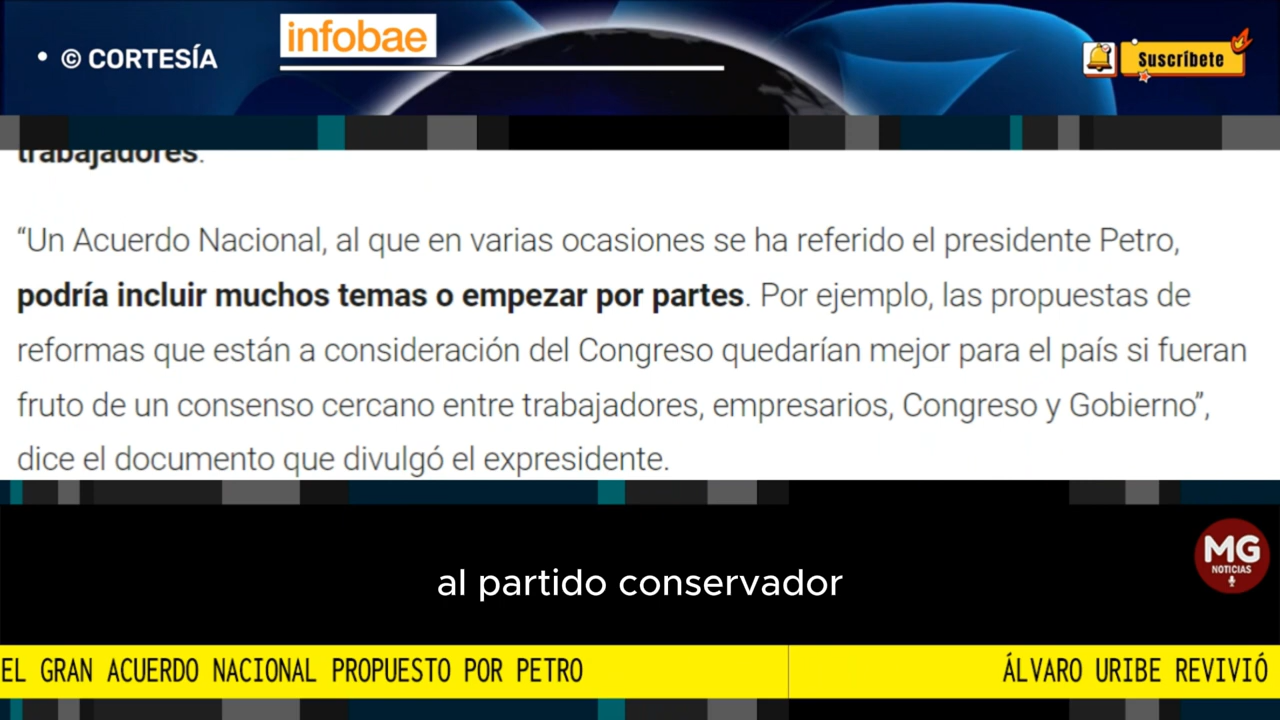 • © CORTESÍA
infobae
Suscríbete
trabajadores.
“Un Acuerdo Nacional, al que en varias ocasiones se ha referido el presidente Petro,
podría incluir muchos temas o empezar por partes. Por ejemplo, las propuestas de
reformas que están a consideración del Congreso quedarían mejor para el país si fueran
fruto de un consenso cercano entre trabajadores, empresarios, Congreso y Gobierno”,
dice el documento que divulgó el expresidente.
MG
NOTICIAS
al partido conservador
EL GRAN ACUERDO NACIONAL PROPUESTO POR PETRO
ÁLVARO URIBE REVIVIÓ